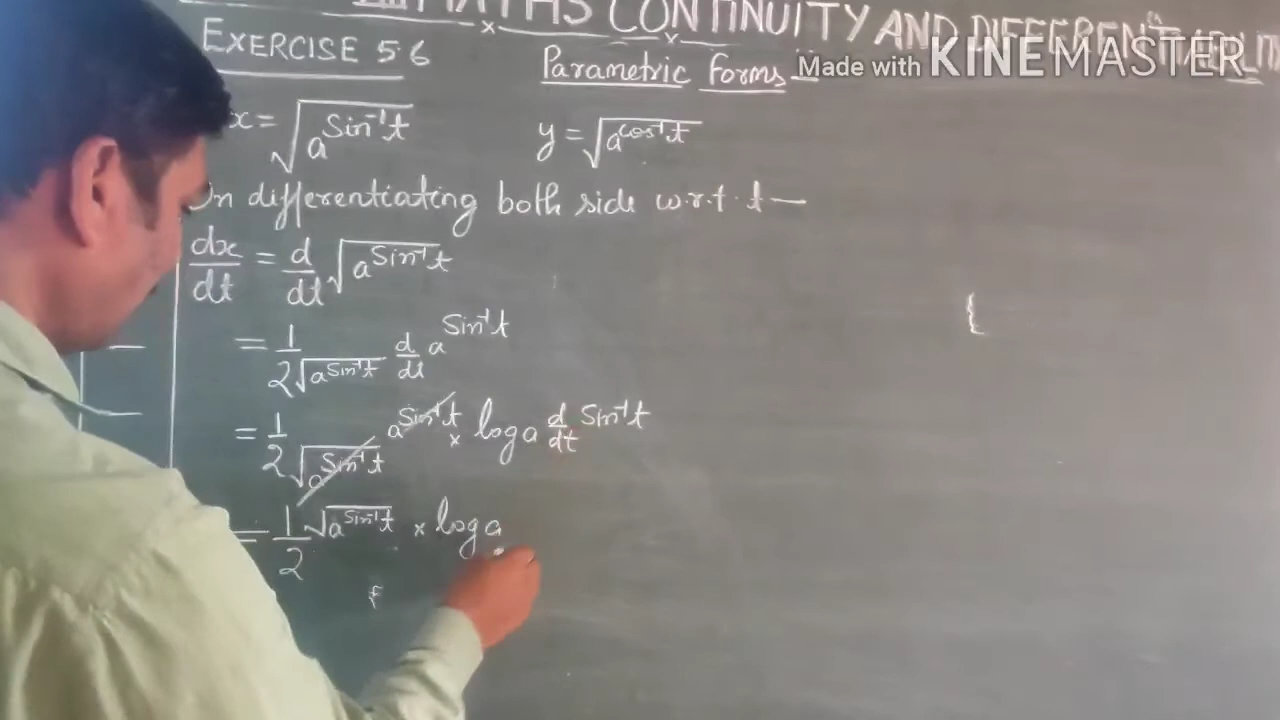 MATHS CONTINUITY AND DIFFERENTIABILIT
Made with KINEMASTER
EXERCISE 5.6 Parametric Forms
x = √(a^(Sin⁻¹t)) y = √(a^(cos⁻¹t))
On differentiating both side w.r.t. t —
dx/dt = d/dt √(a^(Sin⁻¹t))
= 1/(2√(a^(Sin⁻¹t))) d/dt a^(Sin⁻¹t)
= 1/(2√(a^(Sin⁻¹t))) a^(Sin⁻¹t) × log a d/dt Sin⁻¹t
= 1/2 √(a^(Sin⁻¹t)) × log a